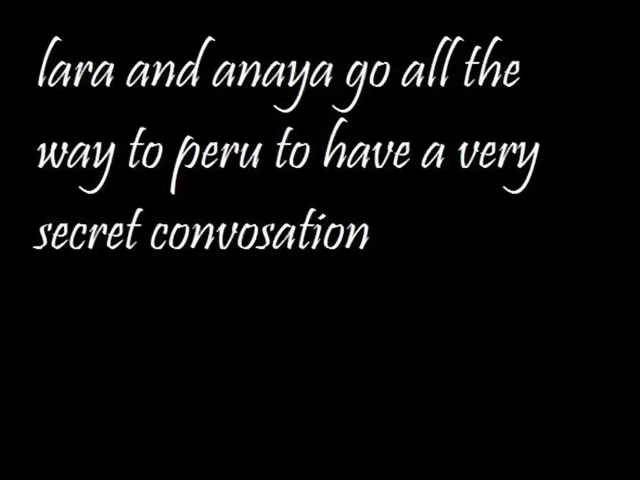 lara and anaya go all the
way to peru to have a very
secret convosation